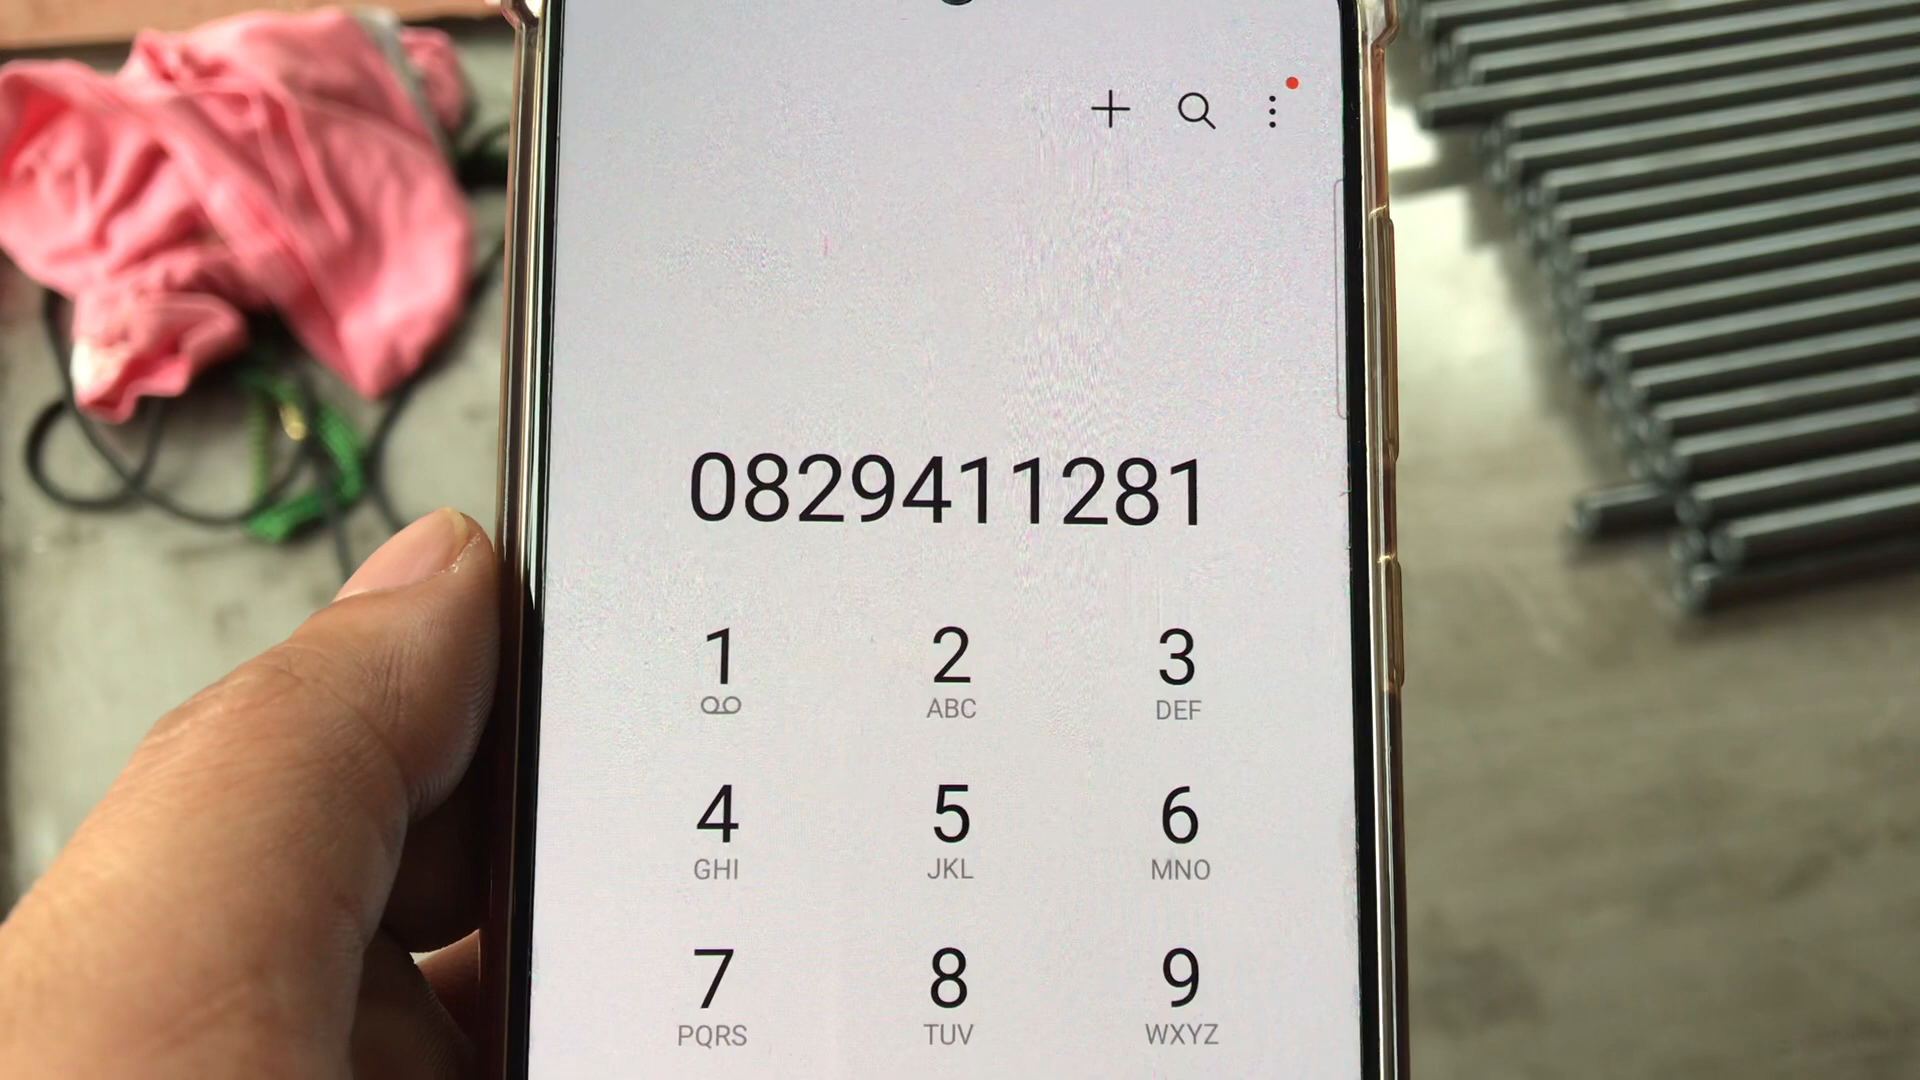 0829411281
1 2 3
ABC DEF
4 5 6
GHI JKL MNO
7 8 9
PQRS TUV WXYZ